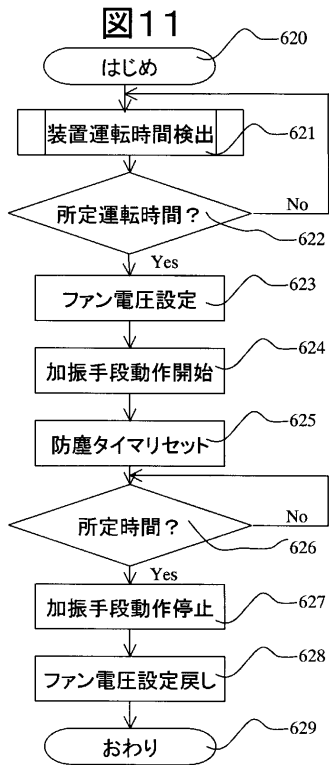 図11
はじめ
620
装置運転時間検出
621
所定運転時間？
No
622
Yes
ファン電圧設定
623
加振手段動作開始
624
防塵タイマリセット
625
所定時間？
No
626
Yes
加振手段動作停止
627
ファン電圧設定戻し
628
おわり
629